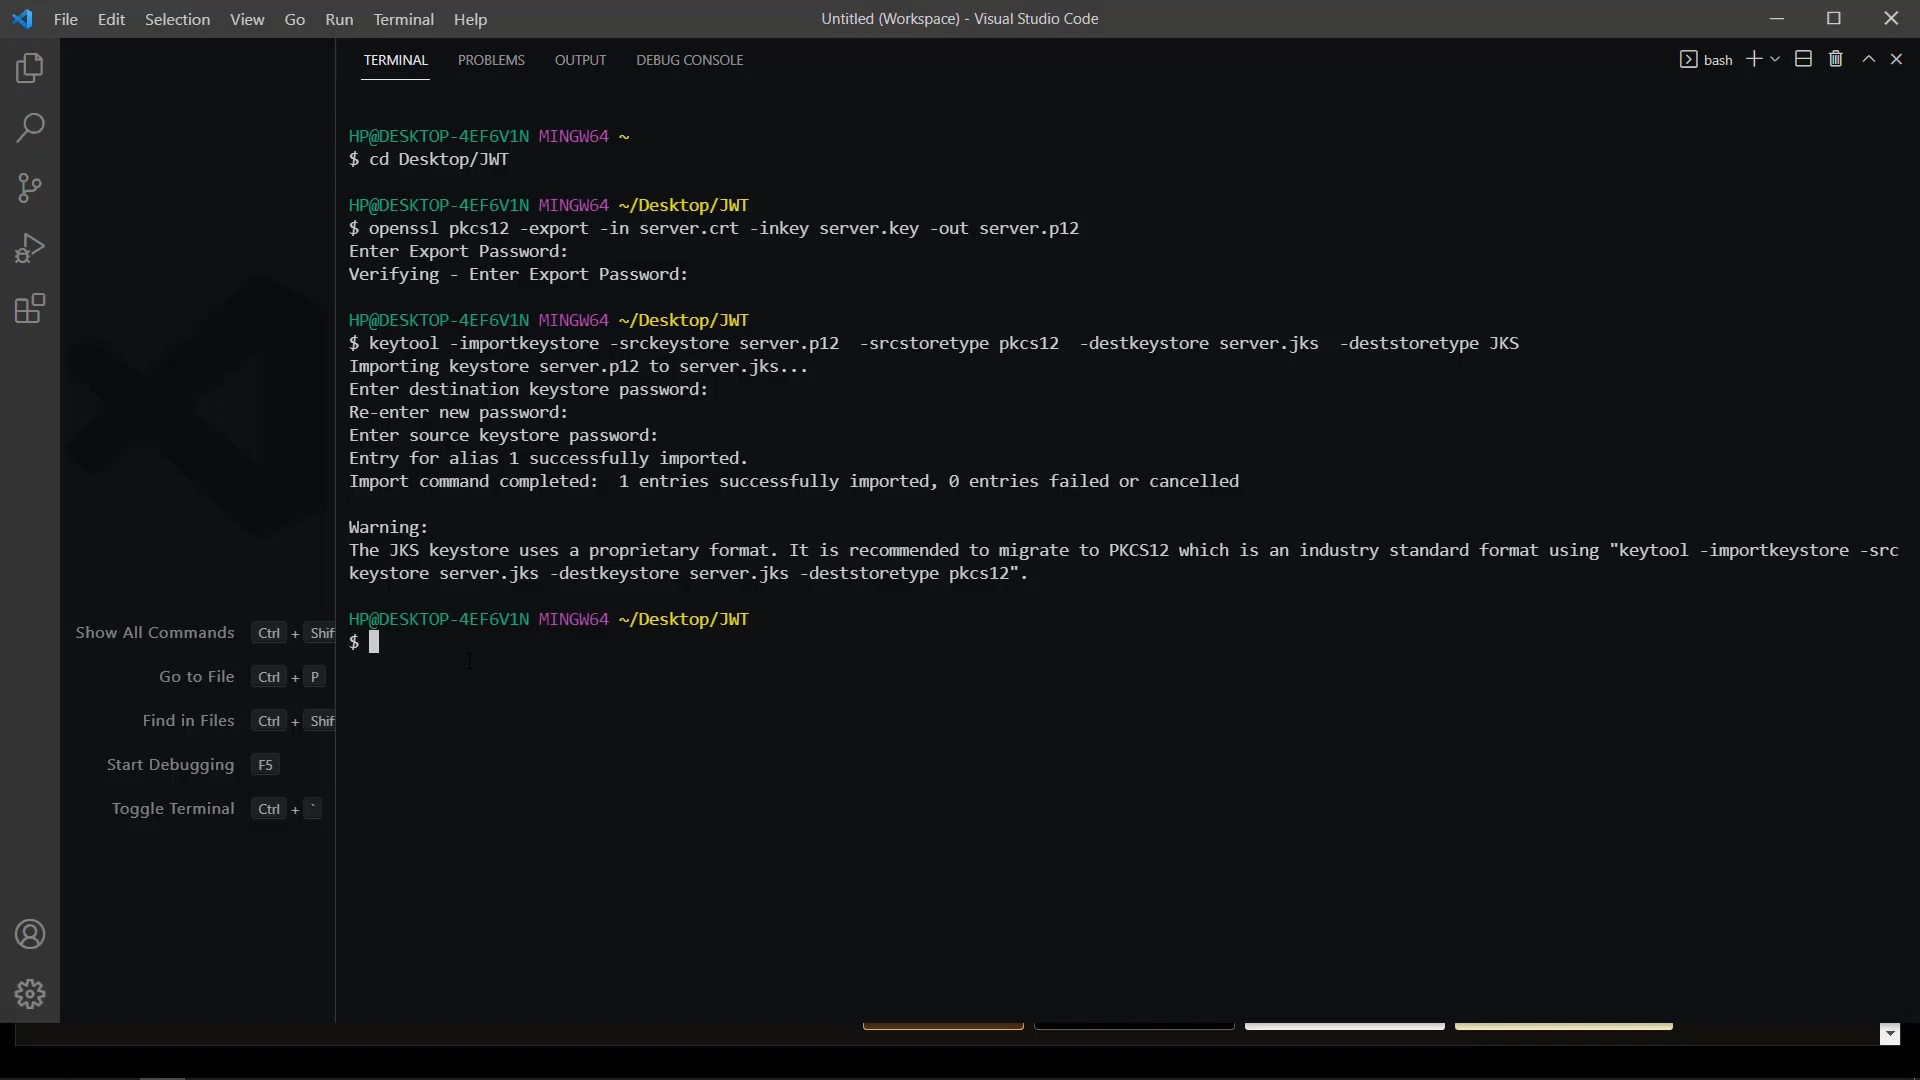 File Edit Selection View Go Run Terminal Help
Untitled (Workspace) - Visual Studio Code
TERMINAL PROBLEMS OUTPUT DEBUG CONSOLE
bash
HP@DESKTOP-4EF6V1N MINGW64 ~
$ cd Desktop/JWT
HP@DESKTOP-4EF6V1N MINGW64 ~/Desktop/JWT
$ openssl pkcs12 -export -in server.crt -inkey server.key -out server.p12
Enter Export Password:
Verifying - Enter Export Password:
HP@DESKTOP-4EF6V1N MINGW64 ~/Desktop/JWT
$ keytool -importkeystore -srckeystore server.p12  -srcstoretype pkcs12  -destkeystore server.jks  -deststoretype JKS
Importing keystore server.p12 to server.jks...
Enter destination keystore password:
Re-enter new password:
Enter source keystore password:
Entry for alias 1 successfully imported.
Import command completed:  1 entries successfully imported, 0 entries failed or cancelled
Warning:
The JKS keystore uses a proprietary format. It is recommended to migrate to PKCS12 which is an industry standard format using "keytool -importkeystore -src
keystore server.jks -destkeystore server.jks -deststoretype pkcs12".
HP@DESKTOP-4EF6V1N MINGW64 ~/Desktop/JWT
$
Show All Commands Ctrl + Shif
Go to File Ctrl + P
Find in Files Ctrl + Shif
Start Debugging F5
Toggle Terminal Ctrl + `